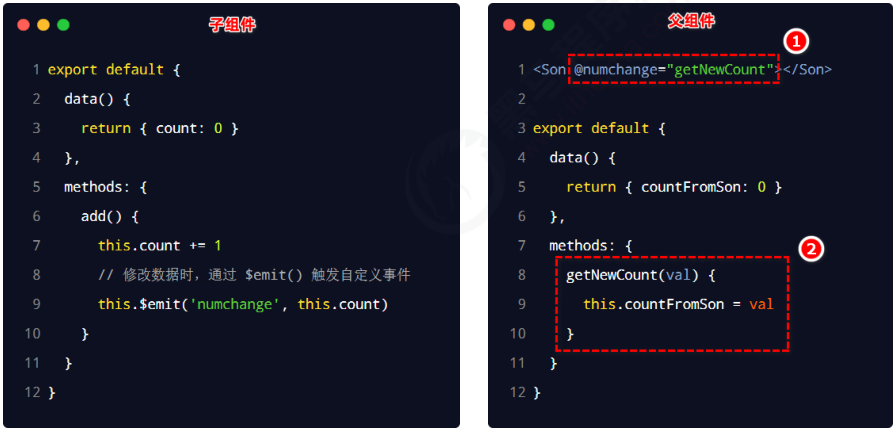 子组件
1 export default {
2   data() {
3     return { count: 0 }
4   },
5   methods: {
6     add() {
7       this.count += 1
8       // 修改数据时，通过 $emit() 触发自定义事件
9       this.$emit('numchange', this.count)
10     }
11   }
12 }
父组件
①
1 <Son @numchange="getNewCount"></Son>
2
3 export default {
4   data() {
5     return { countFromSon: 0 }
6   },
7   methods: {
②
8     getNewCount(val) {
9       this.countFromSon = val
10     }
11   }
12 }